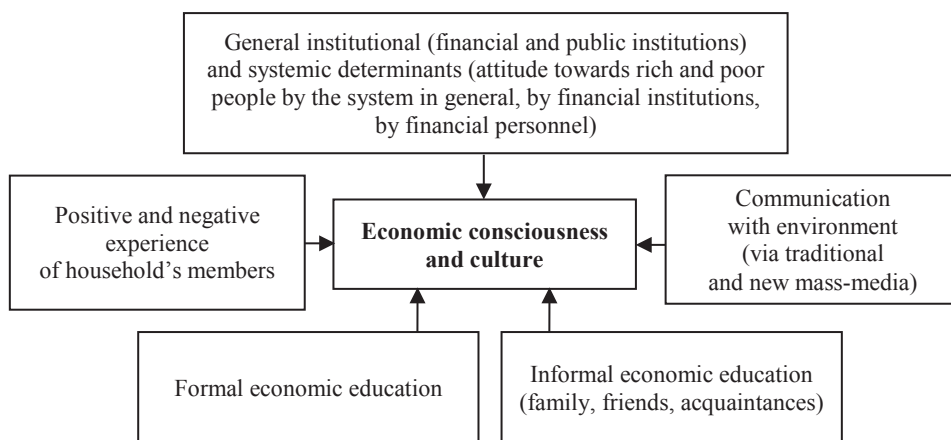 General institutional (financial and public institutions)
and systemic determinants (attitude towards rich and poor
people by the system in general, by financial institutions,
by financial personnel)
Positive and negative
experience
of household's members
Economic consciousness
and culture
Communication
with environment
(via traditional
and new mass-media)
Formal economic education
Informal economic education
(family, friends, acquaintances)